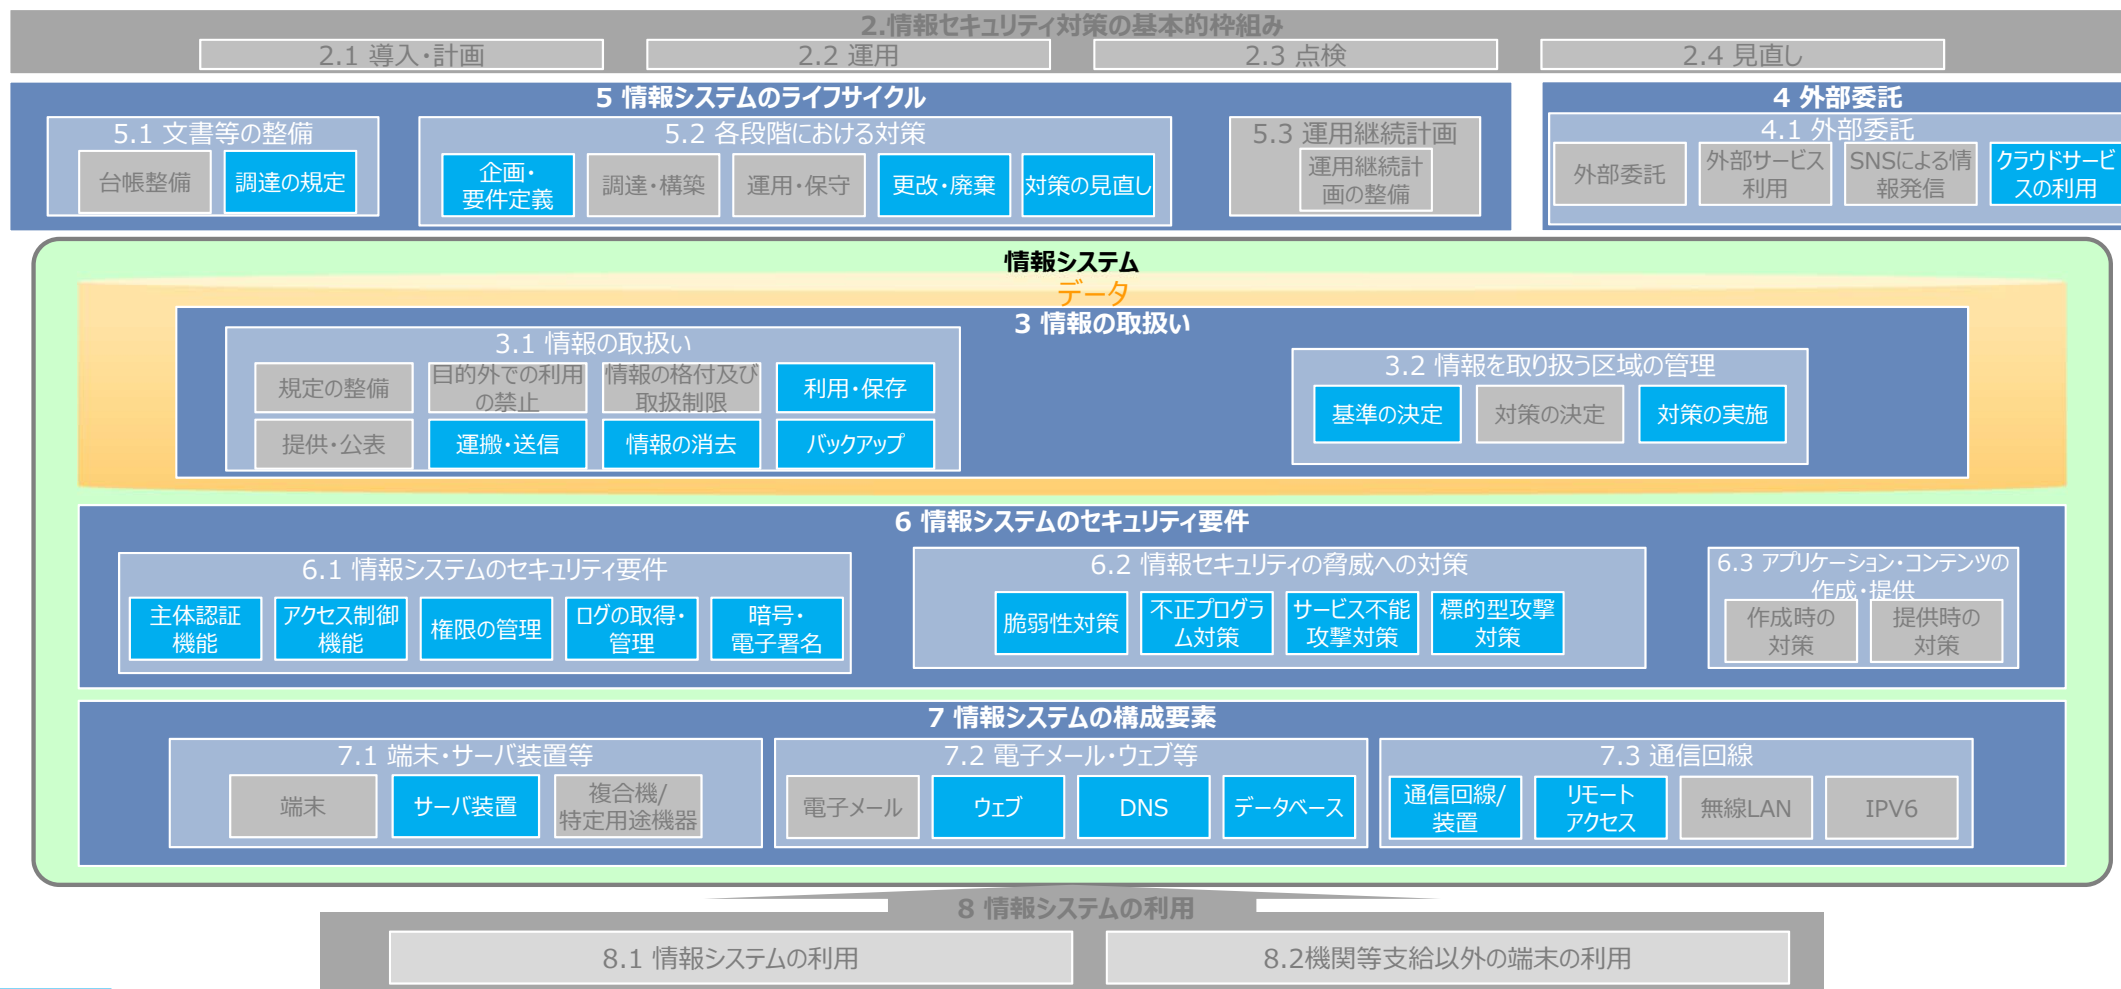 2.情報セキュリティ対策の基本的枠組み
2.1 導入・計画
2.2 運用
2.3 点検
2.4 見直し
5 情報システムのライフサイクル
5.1 文書等の整備
台帳整備
調達の規定
5.2 各段階における対策
企画・
要件定義
調達・構築
運用・保守
更改・廃棄
対策の見直し
5.3 運用継続計画
運用継続計
画の整備
4 外部委託
4.1 外部委託
外部委託
外部サービス
利用
SNSによる情
報発信
クラウドサービ
スの利用
情報システム
データ
3 情報の取扱い
3.1 情報の取扱い
規定の整備
目的外での利用
の禁止
情報の格付及び
取扱制限
利用・保存
提供・公表
運搬・送信
情報の消去
バックアップ
3.2 情報を取り扱う区域の管理
基準の決定
対策の決定
対策の実施
6 情報システムのセキュリティ要件
6.1 情報システムのセキュリティ要件
主体認証
機能
アクセス制御
機能
権限の管理
ログの取得・
管理
暗号・
電子署名
6.2 情報セキュリティの脅威への対策
脆弱性対策
不正プログラ
ム対策
サービス不能
攻撃対策
標的型攻撃
対策
6.3 アプリケーション・コンテンツの
作成・提供
作成時の
対策
提供時の
対策
7 情報システムの構成要素
7.1 端末・サーバ装置等
端末
サーバ装置
複合機/
特定用途機器
7.2 電子メール・ウェブ等
電子メール
ウェブ
DNS
データベース
7.3 通信回線
通信回線/
装置
リモート
アクセス
無線LAN
IPV6
8 情報システムの利用
8.1 情報システムの利用
8.2機関等支給以外の端末の利用